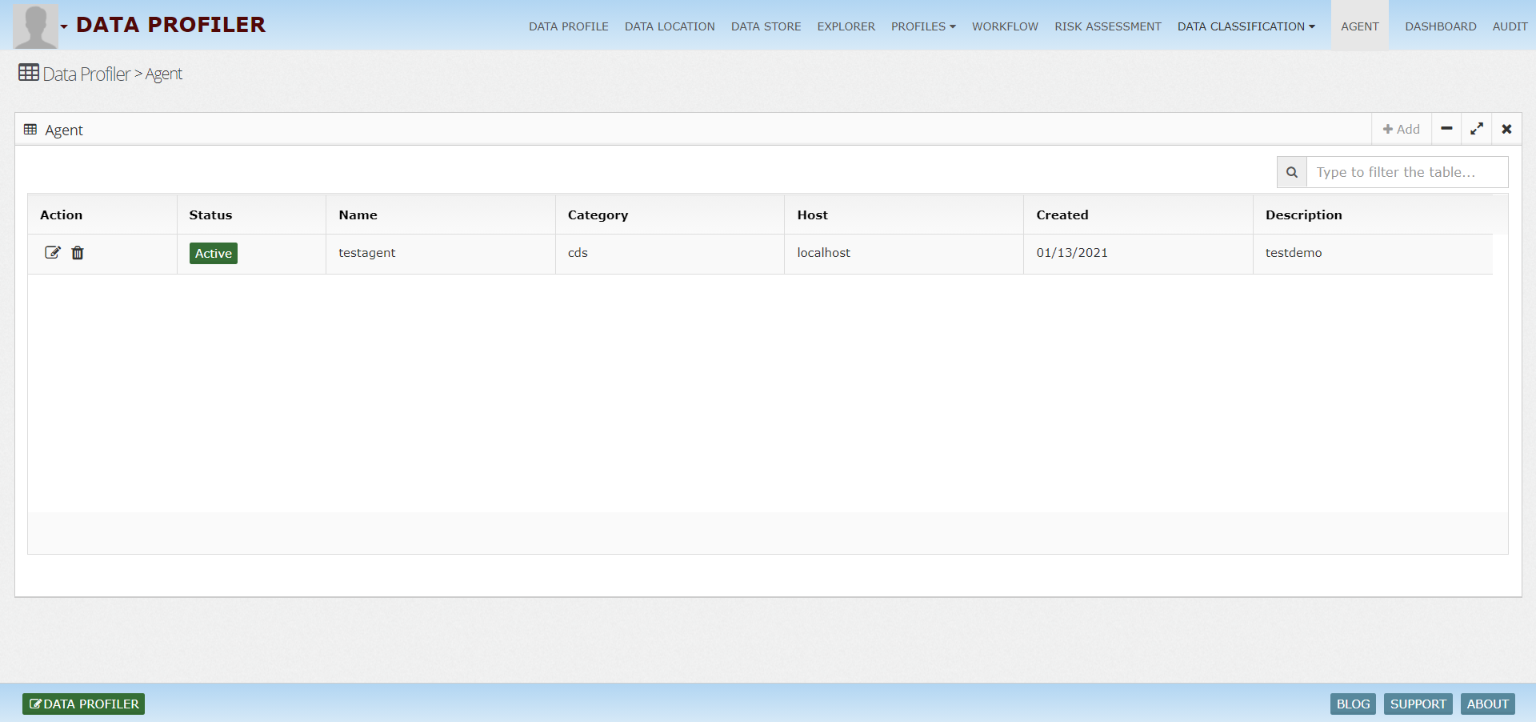 DATA PROFILER
DATA PROFILE DATA LOCATION DATA STORE EXPLORER PROFILES WORKFLOW RISK ASSESSMENT DATA CLASSIFICATION AGENT DASHBOARD AUDIT
Data Profiler > Agent
Agent
Add
Type to filter the table...
Action Status Name Category Host Created Description
Active testagent cds localhost 01/13/2021 testdemo
DATA PROFILER
BLOG SUPPORT ABOUT